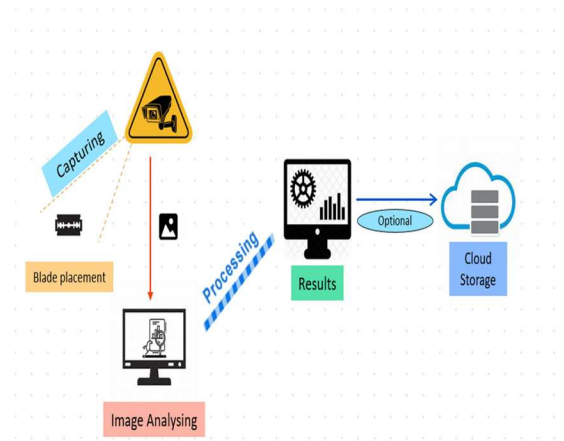 Capturing
Blade placement
Image Analysing
Processing
Results
Optional
Cloud
Storage